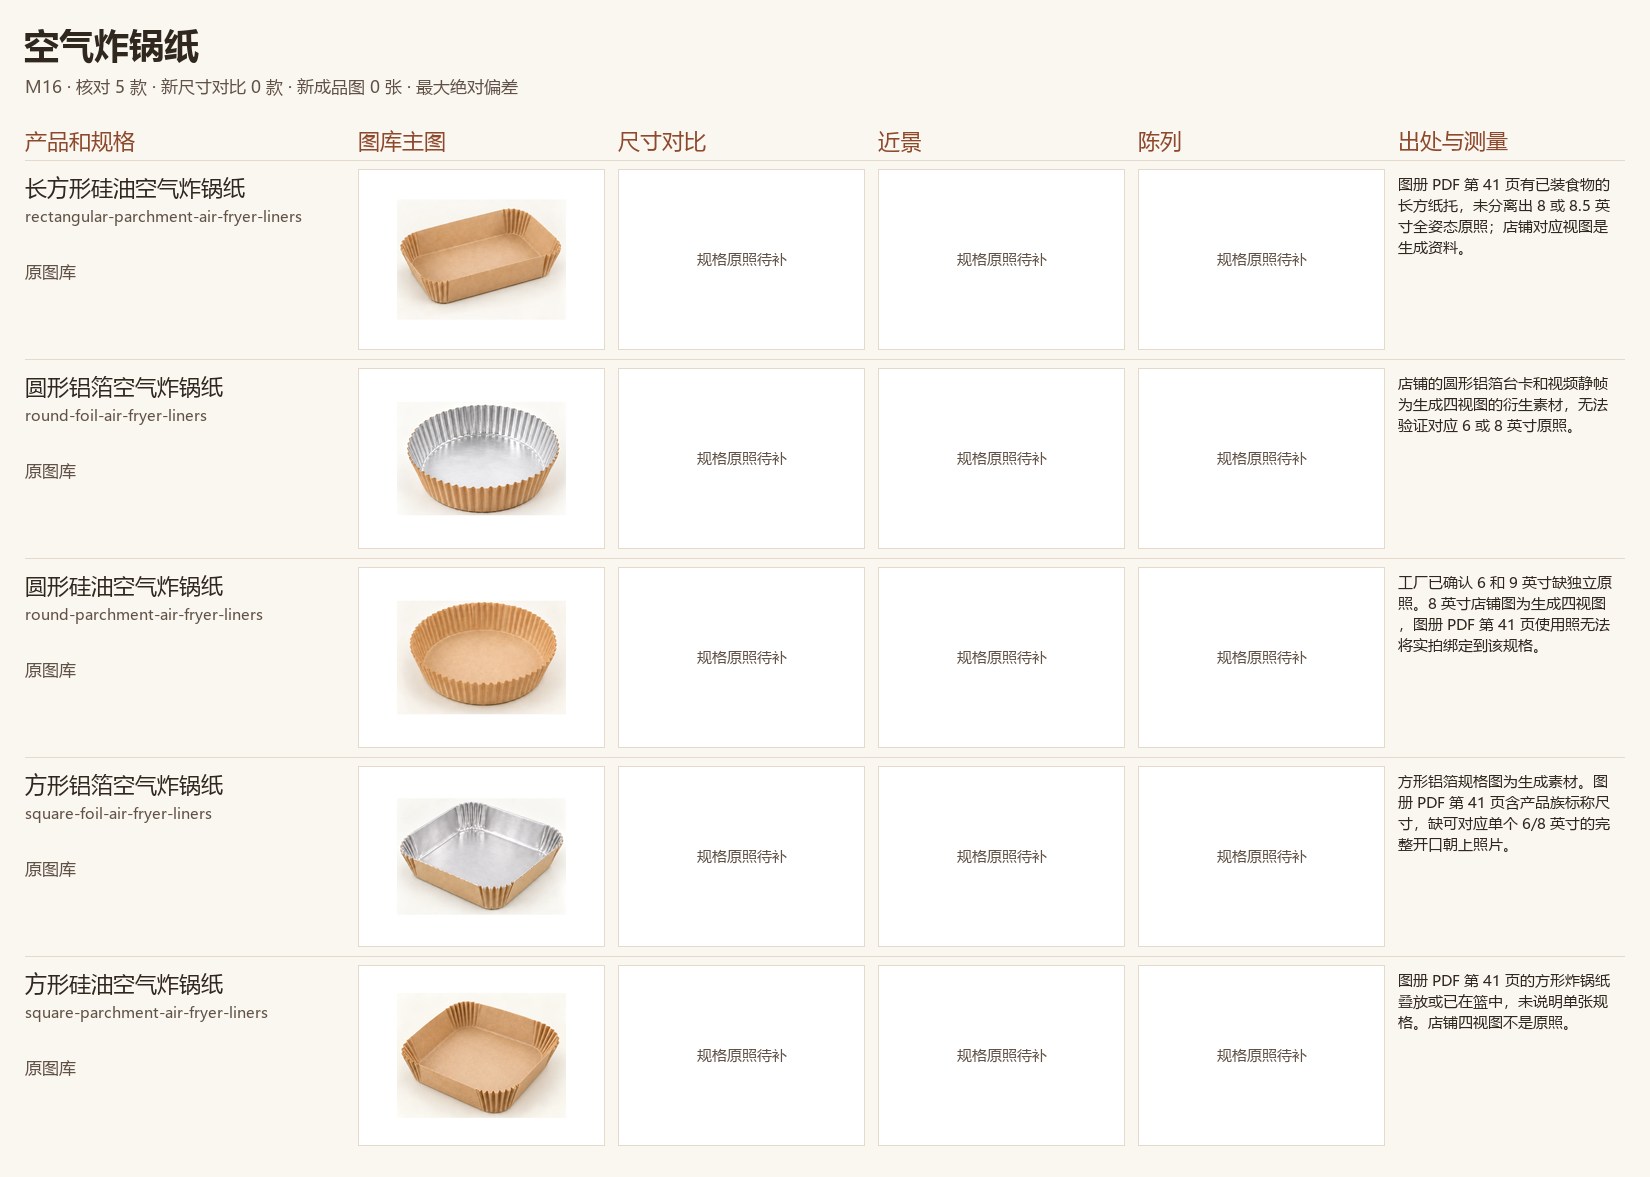 空气炸锅纸
M16 · 核对 5 款 · 新尺寸对比 0 款 · 新成品图 0 张 · 最大绝对偏差
产品和规格 图库主图 尺寸对比 近景 陈列 出处与测量
长方形硅油空气炸锅纸
rectangular-parchment-air-fryer-liners
原图库
规格原照待补 规格原照待补 规格原照待补
图册 PDF 第 41 页有已装食物的
长方纸托，未分离出 8 或 8.5 英
寸全姿态原照；店铺对应视图是
生成资料。
圆形铝箔空气炸锅纸
round-foil-air-fryer-liners
原图库
规格原照待补 规格原照待补 规格原照待补
店铺的圆形铝箔台卡和视频静帧
为生成四视图的衍生素材，无法
验证对应 6 或 8 英寸原照。
圆形硅油空气炸锅纸
round-parchment-air-fryer-liners
原图库
规格原照待补 规格原照待补 规格原照待补
工厂已确认 6 和 9 英寸缺独立原
照。8 英寸店铺图为生成四视图
，图册 PDF 第 41 页使用照无法
将实拍绑定到该规格。
方形铝箔空气炸锅纸
square-foil-air-fryer-liners
原图库
规格原照待补 规格原照待补 规格原照待补
方形铝箔规格图为生成素材。图
册 PDF 第 41 页含产品族标称尺
寸，缺可对应单个 6/8 英寸的完
整开口朝上照片。
方形硅油空气炸锅纸
square-parchment-air-fryer-liners
原图库
规格原照待补 规格原照待补 规格原照待补
图册 PDF 第 41 页的方形炸锅纸
叠放或已在篮中，未说明单张规
格。店铺四视图不是原照。